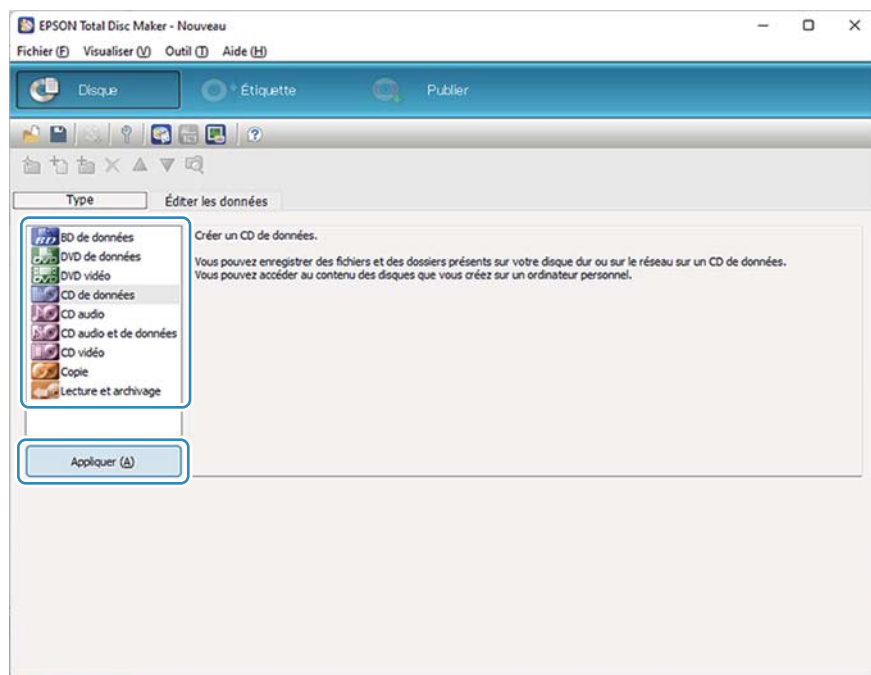 EPSON Total Disc Maker - Nouveau
Fichier (F) Visualiser (V) Outil (T) Aide (H)
Disque Étiquette Publier
Type Éditer les données
BD de données
DVD de données
DVD vidéo
CD de données
CD audio
CD audio et de données
CD vidéo
Copie
Lecture et archivage
Appliquer (A)
Créer un CD de données.
Vous pouvez enregistrer des fichiers et des dossiers présents sur votre disque dur ou sur le réseau sur un CD de données.
Vous pouvez accéder au contenu des disques que vous créez sur un ordinateur personnel.